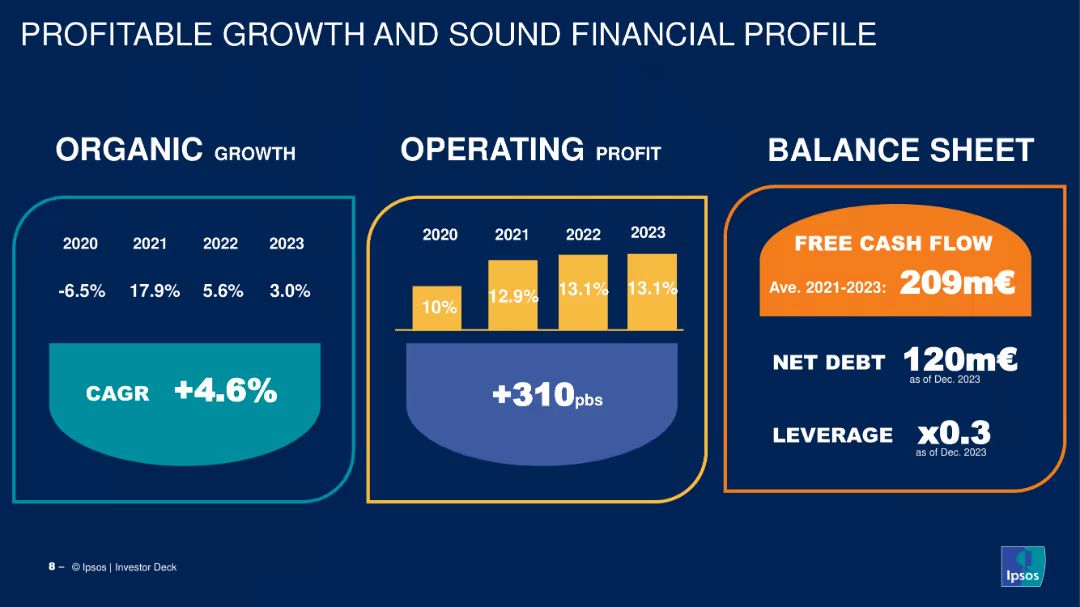 PROFITABLE GROWTH AND SOUND FINANCIAL PROFILE
ORGANIC GROWTH
2020 2021 2022 2023
-6.5% 17.9% 5.6% 3.0%
CAGR +4.6%
OPERATING PROFIT
2020 2021 2022 2023
10% 12.9% 13.1% 13.1%
+310pbs
BALANCE SHEET
FREE CASH FLOW
Ave. 2021-2023: 209m€
NET DEBT 120m€
as of Dec. 2023
LEVERAGE x0.3
as of Dec. 2023
8 – © Ipsos | Investor Deck
Ipsos